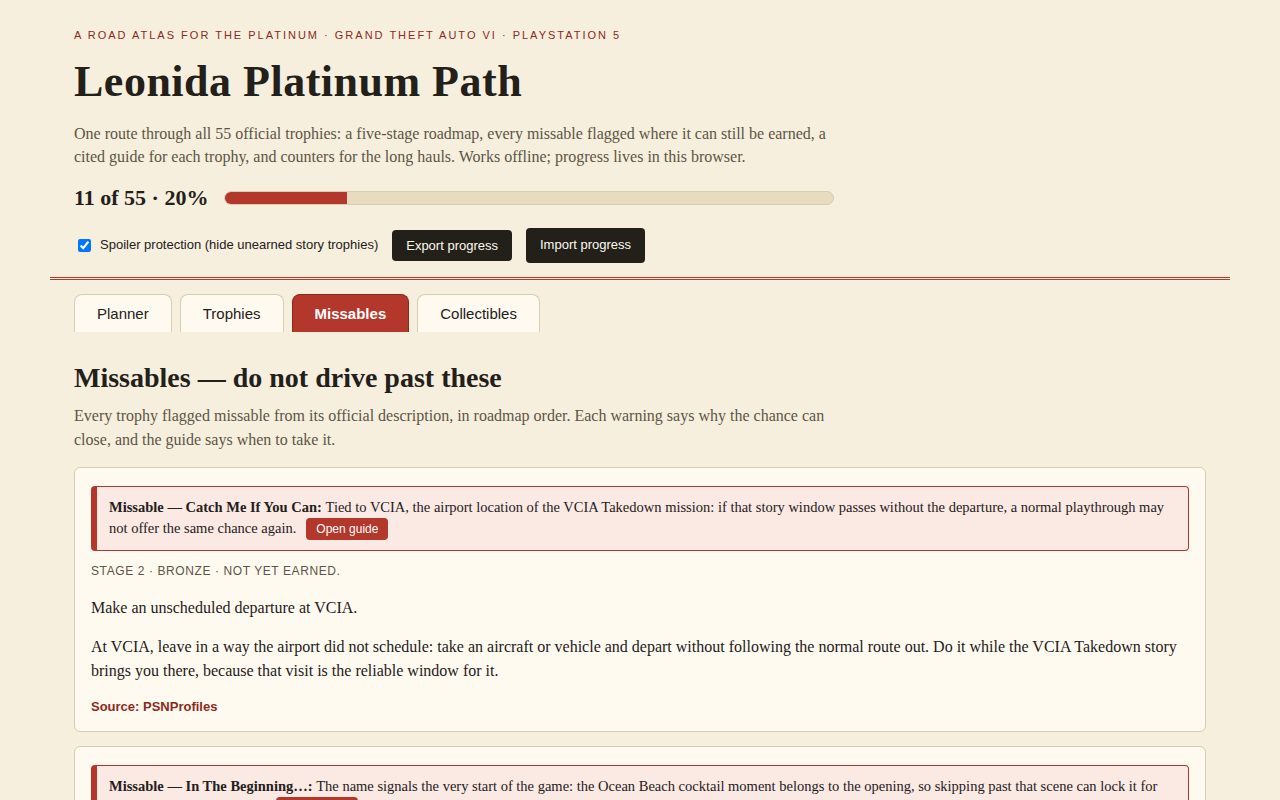 A ROAD ATLAS FOR THE PLATINUM · GRAND THEFT AUTO VI · PLAYSTATION 5
Leonida Platinum Path
One route through all 55 official trophies: a five-stage roadmap, every missable flagged where it can still be earned, a
cited guide for each trophy, and counters for the long hauls. Works offline; progress lives in this browser.
11 of 55 · 20%
Spoiler protection (hide unearned story trophies) Export progress Import progress
Planner Trophies Missables Collectibles
Missables — do not drive past these
Every trophy flagged missable from its official description, in roadmap order. Each warning says why the chance can
close, and the guide says when to take it.
Missable — Catch Me If You Can: Tied to VCIA, the airport location of the VCIA Takedown mission: if that story window passes without the departure, a normal playthrough may
not offer the same chance again. Open guide
STAGE 2 · BRONZE · NOT YET EARNED.
Make an unscheduled departure at VCIA.
At VCIA, leave in a way the airport did not schedule: take an aircraft or vehicle and depart without following the normal route out. Do it while the VCIA Takedown story
brings you there, because that visit is the reliable window for it.
Source: PSNProfiles
Missable — In The Beginning…: The name signals the very start of the game: the Ocean Beach cocktail moment belongs to the opening, so skipping past that scene can lock it for